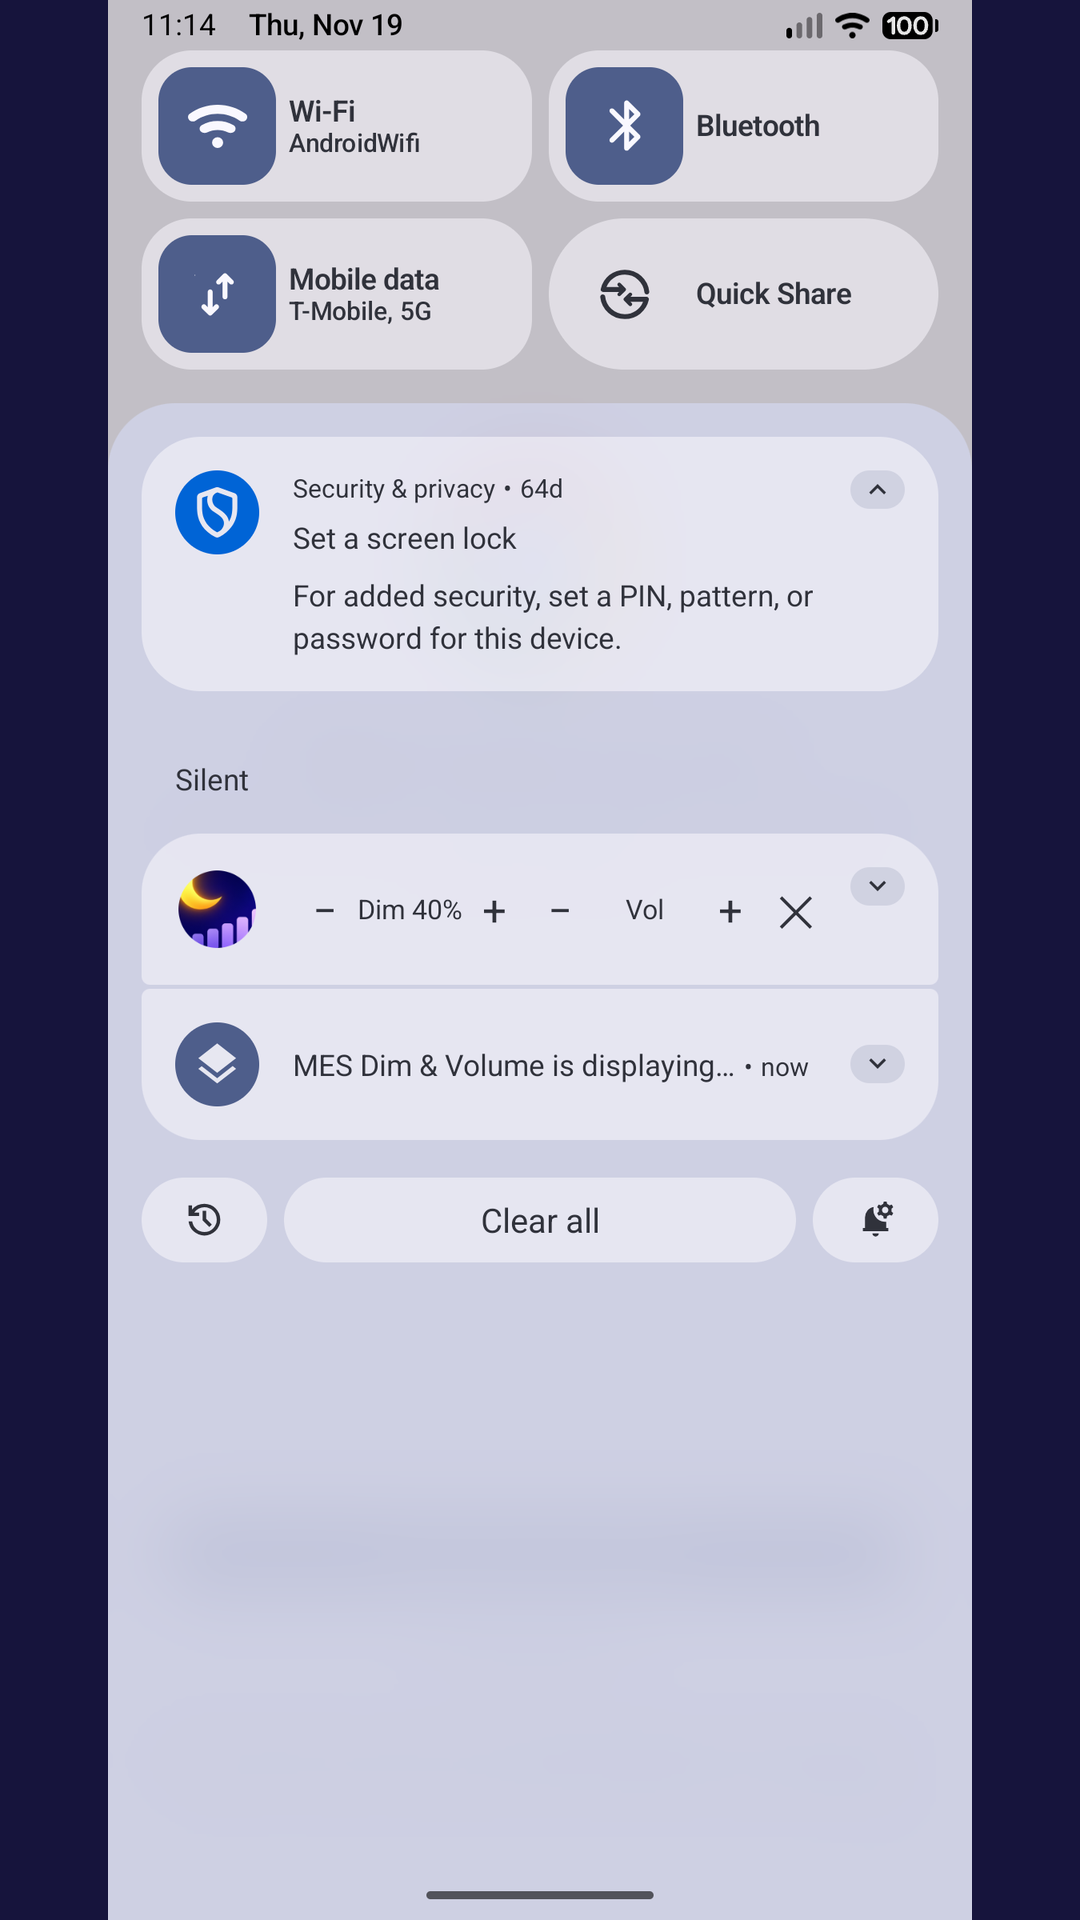 11:14 Thu, Nov 19
100
Wi-Fi
AndroidWifi
Bluetooth
Mobile data
T-Mobile, 5G
Quick Share
Security & privacy • 64d
Set a screen lock
For added security, set a PIN, pattern, or
password for this device.
Silent
− Dim 40% + − Vol +
MES Dim & Volume is displaying… • now
Clear all